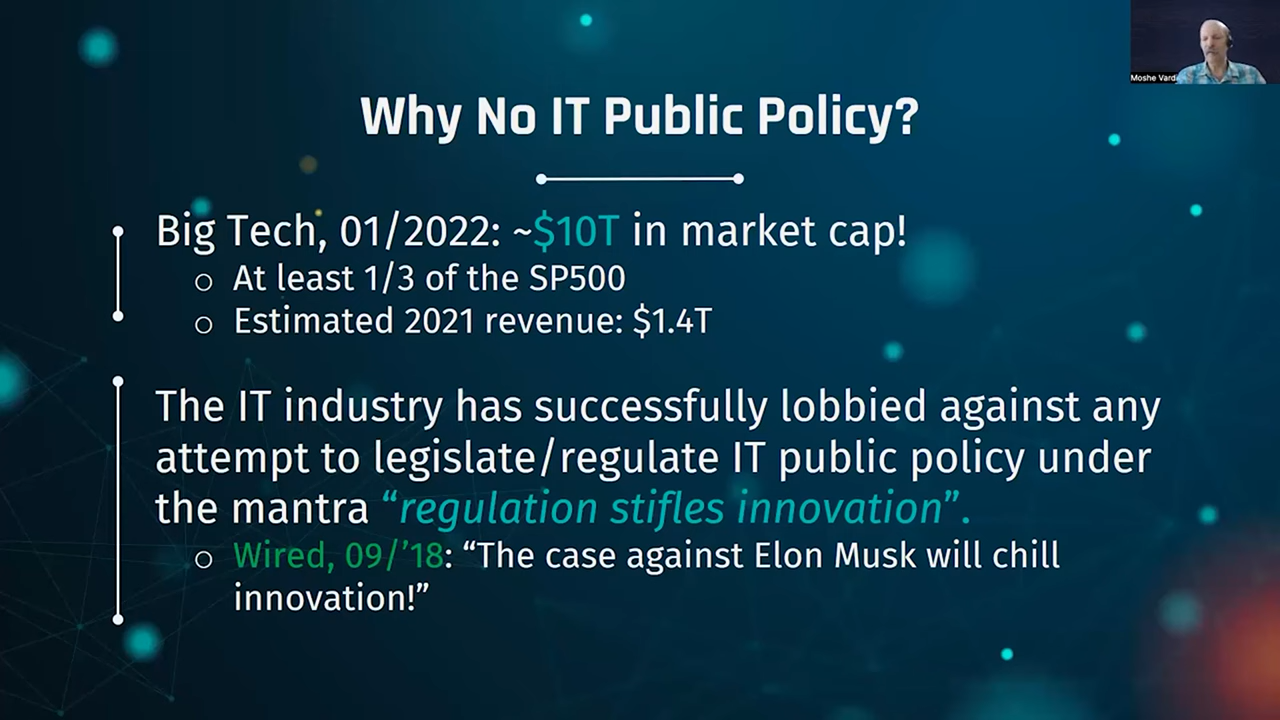 Moshe Vardi
Why No IT Public Policy?
Big Tech, 01/2022: ~$10T in market cap!
o At least 1/3 of the SP500
o Estimated 2021 revenue: $1.4T
The IT industry has successfully lobbied against any
attempt to legislate/regulate IT public policy under
the mantra “regulation stifles innovation”.
o Wired, 09/’18: “The case against Elon Musk will chill
innovation!”